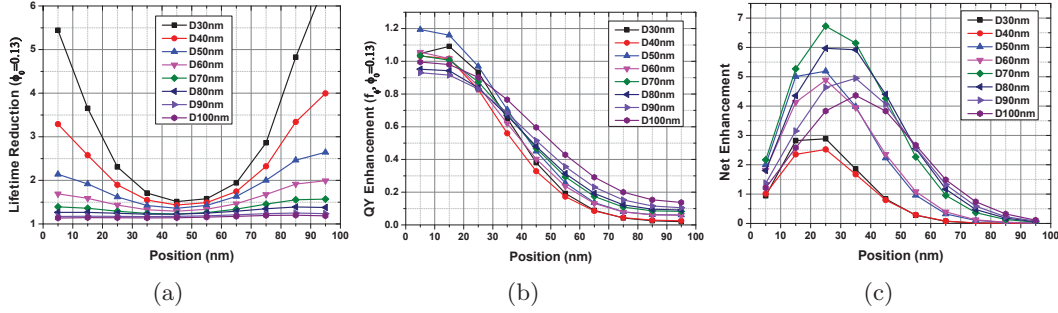 6
5
4
3
2
1
0 10 20 30 40 50 60 70 80 90 100
Position (nm)
Lifetime Reduction (ϕ₀=0.13)
D30nm
D40nm
D50nm
D60nm
D70nm
D80nm
D90nm
D100nm
(a)
1.2
1.0
0.8
0.6
0.4
0.2
0.0
0 10 20 30 40 50 60 70 80 90 100
Position (nm)
D30nm
D40nm
D50nm
D60nm
D70nm
D80nm
D90nm
D100nm
(b)
7
6
5
4
3
2
1
0
0 10 20 30 40 50 60 70 80 90 100
Position (nm)
Net Enhancement
D30nm
D40nm
D50nm
D60nm
D70nm
D80nm
D90nm
D100nm
(c)
QY Enhancement ϕ₀=0.13)